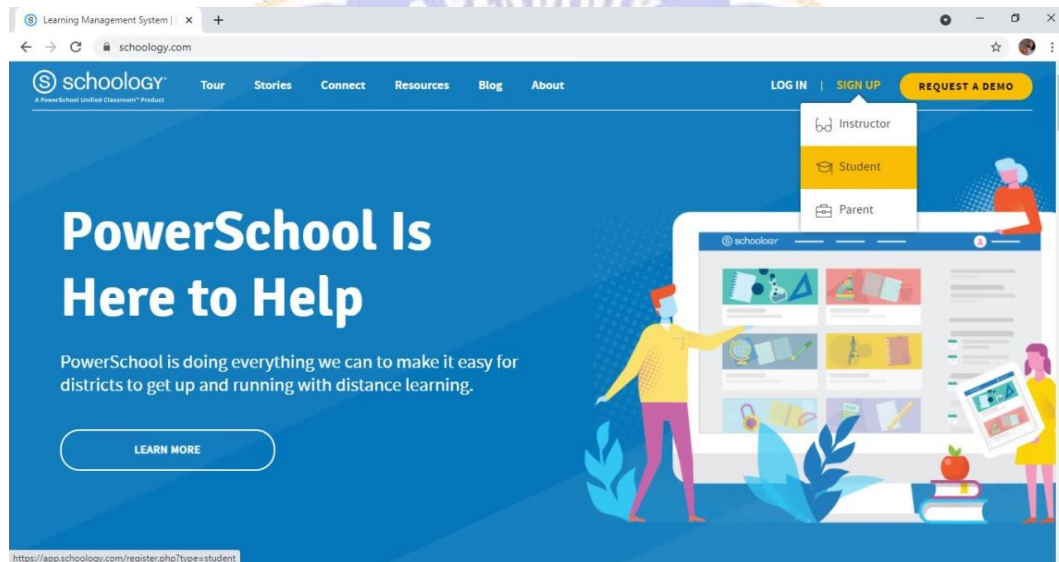 Learning Management System |
schoology.com
schoology
A PowerSchool Unified Classroom™ Product
Tour Stories Connect Resources Blog About
LOG IN | SIGN UP REQUEST A DEMO
Instructor
Student
Parent
PowerSchool Is
Here to Help
PowerSchool is doing everything we can to make it easy for
districts to get up and running with distance learning.
LEARN MORE
schoology
https://app.schoology.com/register.php?type=student